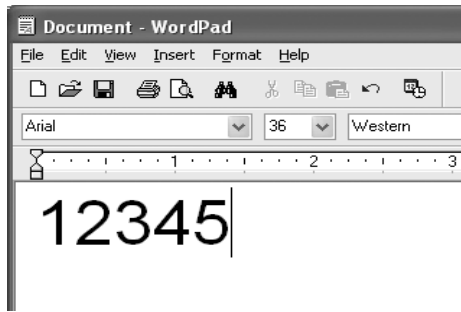 Document - WordPad
File Edit View Insert Format Help
Arial 36 Western
1 2 3
12345